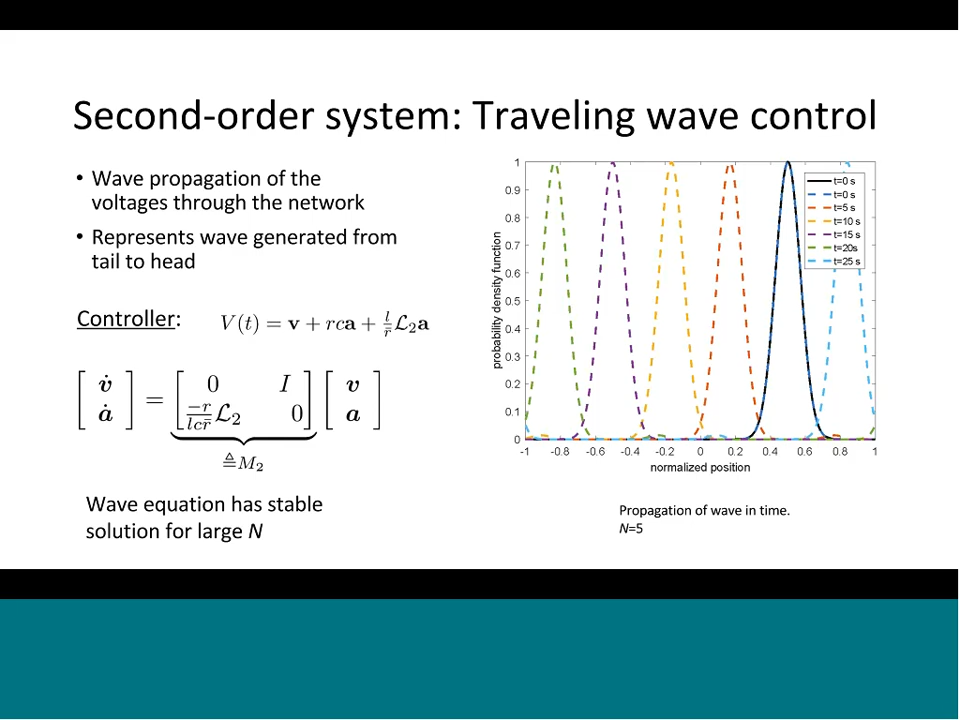 Second-order system: Traveling wave control
• Wave propagation of the
voltages through the network
• Represents wave generated from
tail to head
Controller:
V(t) = v + rca + l/r̄ ℒ₂a
[v̇ ȧ] = [0 I −r/lcr̄ ℒ₂ 0] [v a]
≜M₂
Wave equation has stable
solution for large N
probability density function
1
0.9
0.8
0.7
0.6
0.5
0.4
0.3
0.2
0.1
0
-1 -0.8 -0.6 -0.4 -0.2 0 0.2 0.4 0.6 0.8 1
normalized position
t=0 s
t=0 s
t=5 s
t=10 s
t=15 s
t=20s
t=25 s
Propagation of wave in time.
N=5